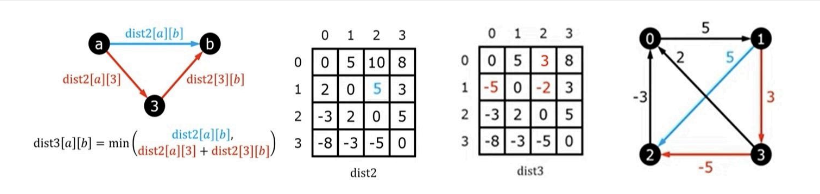 dist2[a][b]
a
b
dist2[a][3]
dist2[3][b]
3
dist3[a][b] = min(dist2[a][b],
dist2[a][3] + dist2[3][b])
0 1 2 3
0 0 5 10 8
1 2 0 5 3
2 -3 2 0 5
3 -8 -3 -5 0
dist2
0 1 2 3
0 0 5 3 8
1 -5 0 -2 3
2 -3 2 0 5
3 -8 -3 -5 0
dist3
5
0
1
2
5
-3
3
2
3
-5